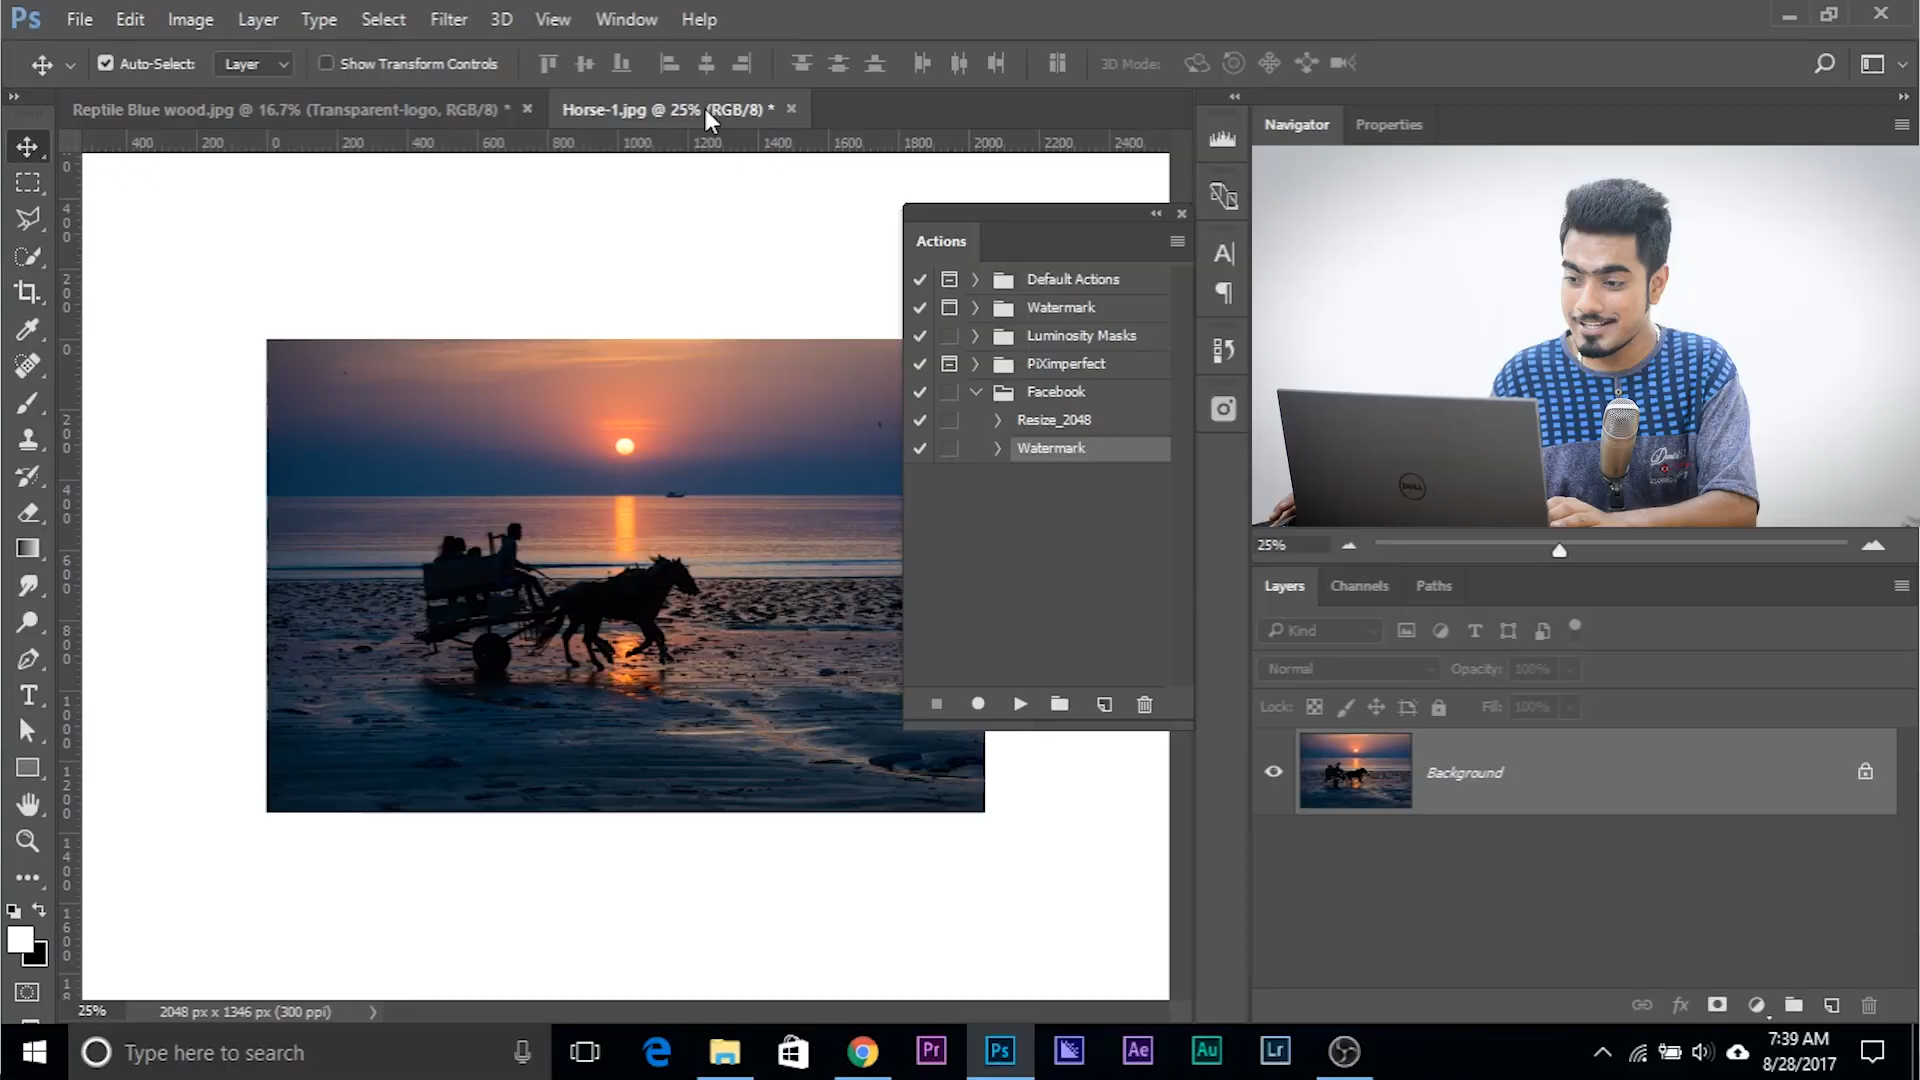 Ps File Edit Image Layer Type Select Filter 3D View Window Help
Auto-Select: Layer Show Transform Controls 3D Mode:
Reptile Blue wood.jpg @ 16.7% (Transparent-logo, RGB/8) * Horse-1.jpg @ 25% (RGB/8) *
400 200 0 200 400 600 800 1000 1200 1400 1600 1800 2000 2200 2400
Navigator Properties
Actions
Default Actions
Watermark
Luminosity Masks
PiXimperfect
Facebook
Resize_2048
Watermark
DELL
25%
Layers Channels Paths
Kind
Normal Opacity: 100%
Lock: Fill: 100%
Background
25% 2048 px x 1346 px (300 ppi)
Type here to search
Pr Ps Ae Au Lr
7:39 AM
8/28/2017